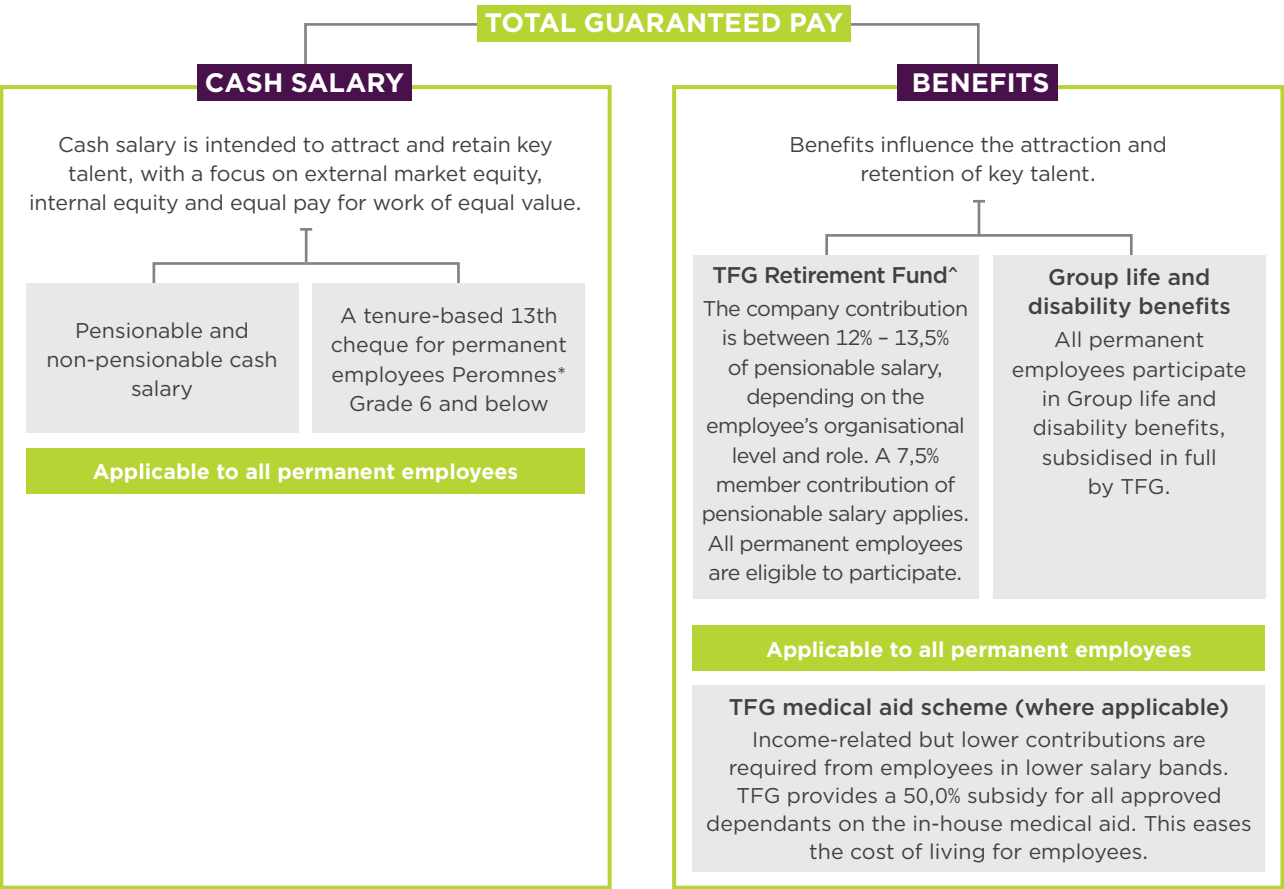 TOTAL GUARANTEED PAY
CASH SALARY
Cash salary is intended to attract and retain key
talent, with a focus on external market equity,
internal equity and equal pay for work of equal value.
Pensionable and
non-pensionable cash
salary
A tenure-based 13th
cheque for permanent
employees Peromnes*
Grade 6 and below
Applicable to all permanent employees
BENEFITS
Benefits influence the attraction and
retention of key talent.
TFG Retirement Fund^
The company contribution
is between 12% – 13,5%
of pensionable salary,
depending on the
employee's organisational
level and role. A 7,5%
member contribution of
pensionable salary applies.
All permanent employees
are eligible to participate.
Group life and
disability benefits
All permanent
employees participate
in Group life and
disability benefits,
subsidised in full
by TFG.
Applicable to all permanent employees
TFG medical aid scheme (where applicable)
Income-related but lower contributions are
required from employees in lower salary bands.
TFG provides a 50,0% subsidy for all approved
dependants on the in-house medical aid. This eases
the cost of living for employees.